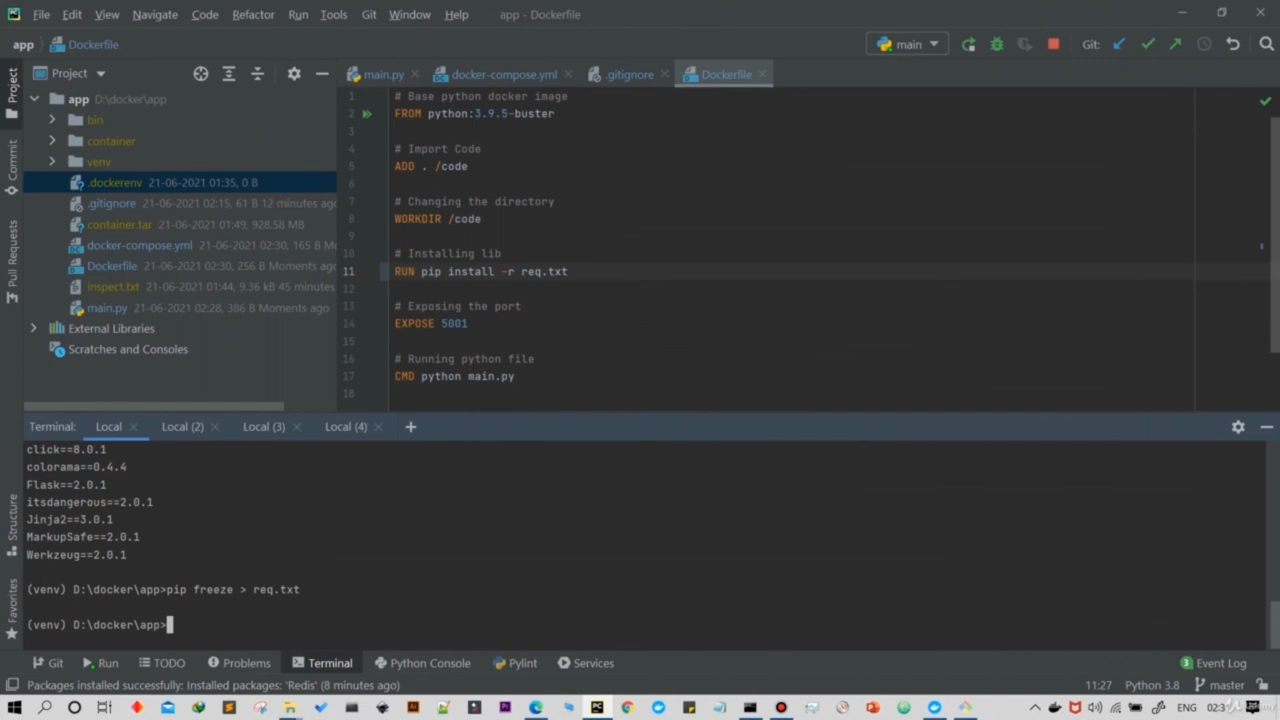 File Edit View Navigate Code Refactor Run Tools Git Window Help app - Dockerfile
app Dockerfile main Git:
Project main.py docker-compose.yml .gitignore Dockerfile
Project
Commit
Pull Requests
Structure
Favorites
app D:\docker\app
bin
container
venv
.dockerenv 21-06-2021 01:35, 0 B
.gitignore 21-06-2021 02:15, 61 B 12 minutes ago
container.tar 21-06-2021 01:49, 928.58 MB
docker-compose.yml 21-06-2021 02:30, 165 B M
Dockerfile 21-06-2021 02:30, 256 B Moments ago
inspect.txt 21-06-2021 01:44, 9.36 kB 45 minutes
main.py 21-06-2021 02:28, 386 B Moments ago
External Libraries
Scratches and Consoles
1 # Base python docker image
2 FROM python:3.9.5-buster
3
4 # Import Code
5 ADD . /code
6
7 # Changing the directory
8 WORKDIR /code
9
10 # Installing lib
11 RUN pip install -r req.txt
12
13 # Exposing the port
14 EXPOSE 5001
15
16 # Running python file
17 CMD python main.py
18
Terminal: Local Local (2) Local (3) Local (4) +
click==8.0.1
colorama==0.4.4
Flask==2.0.1
itsdangerous==2.0.1
Jinja2==3.0.1
MarkupSafe==2.0.1
Werkzeug==2.0.1
(venv) D:\docker\app>pip freeze > req.txt
(venv) D:\docker\app>
Git Run TODO Problems Terminal Python Console Pylint Services 3 Event Log
Packages installed successfully: Installed packages: 'Redis' (8 minutes ago) 11:27 Python 3.8 master
ENG